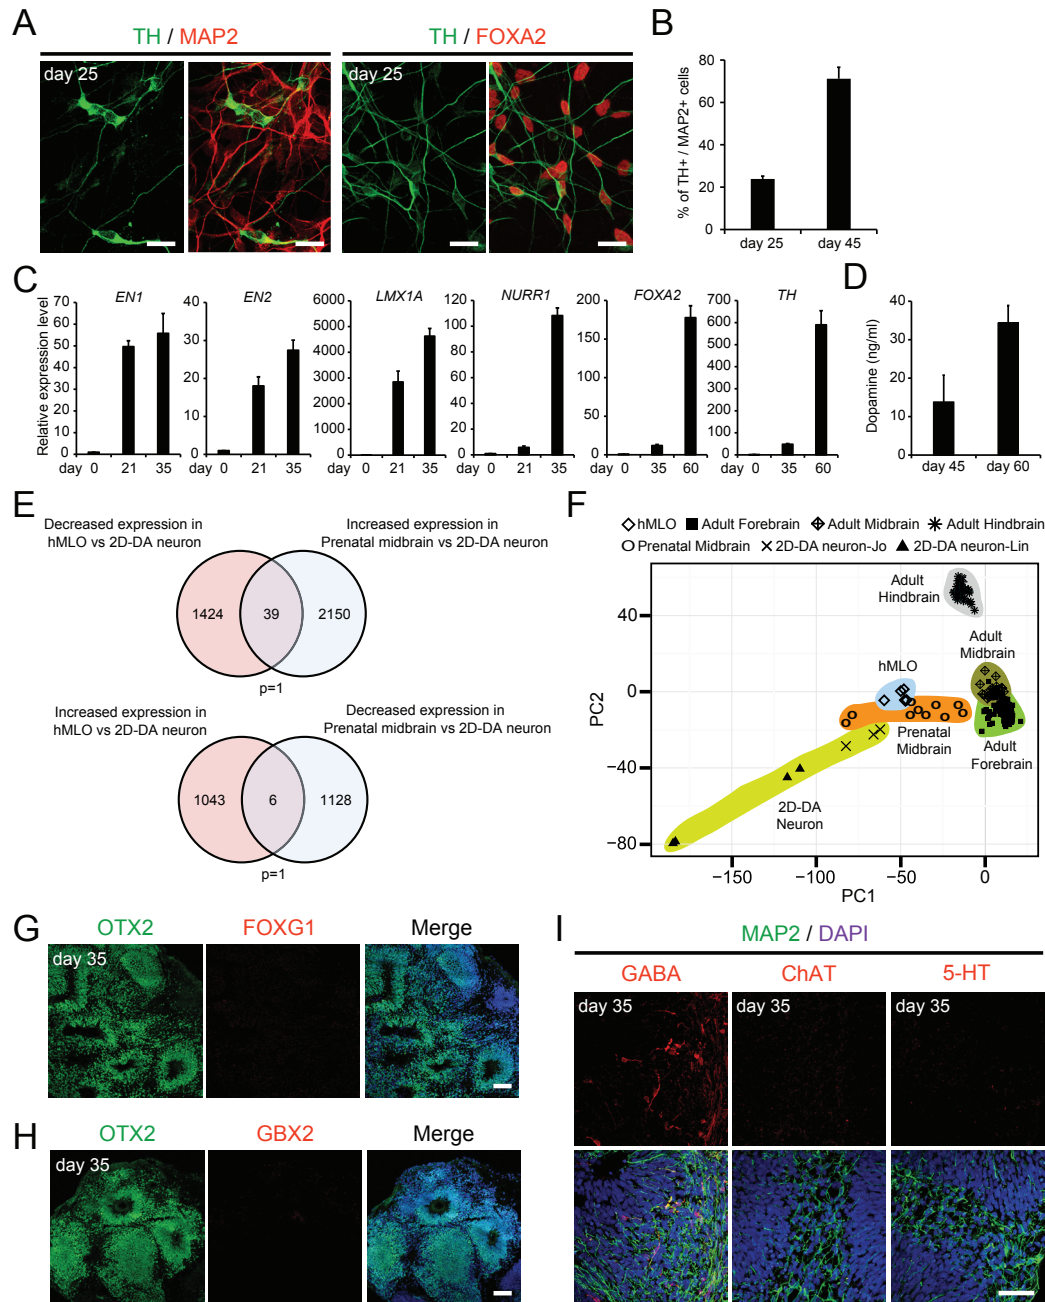 A
TH / MAP2
TH / FOXA2
day 25
day 25
B
% of TH+ / MAP2+ cells
80
60
40
20
0
day 25
day 45
C
Relative expression level
EN1
70
60
50
40
30
20
10
0
day 0 21 35
EN2
40
30
20
10
0
day 0 21 35
LMX1A
6000
5000
4000
3000
2000
1000
0
day 0 21 35
NURR1
120
100
80
60
40
20
0
day 0 21 35
FOXA2
200
150
100
50
0
day 0 35 60
TH
700
600
500
400
300
200
100
0
day 0 35 60
D
Dopamine (ng/ml)
40
30
20
10
0
day 45
day 60
E
Decreased expression in
hMLO vs 2D-DA neuron
Increased expression in
Prenatal midbrain vs 2D-DA neuron
1424
39
2150
p=1
Increased expression in
hMLO vs 2D-DA neuron
Decreased expression in
Prenatal midbrain vs 2D-DA neuron
1043
6
1128
p=1
F
hMLO Adult Forebrain Adult Midbrain Adult Hindbrain
Prenatal Midbrain 2D-DA neuron-Jo 2D-DA neuron-Lin
PC2
40
0
−40
−80
Adult
Hindbrain
Adult
Midbrain
hMLO
Prenatal
Midbrain
Adult
Forebrain
2D-DA
Neuron
−150
−100
−50
0
PC1
G
OTX2
FOXG1
Merge
day 35
H
OTX2
GBX2
Merge
day 35
I
MAP2 / DAPI
GABA
ChAT
5-HT
day 35
day 35
day 35